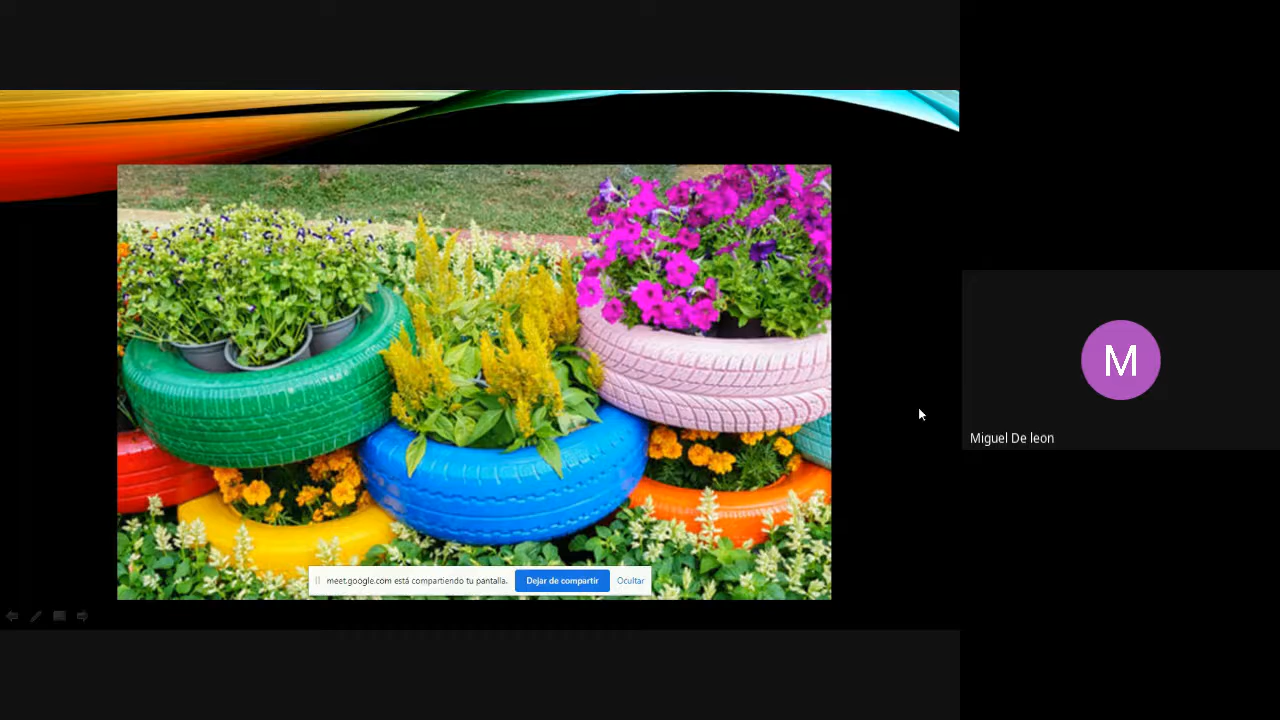 M
Miguel De leon
meet.google.com está compartiendo tu pantalla.
Dejar de compartir
Ocultar